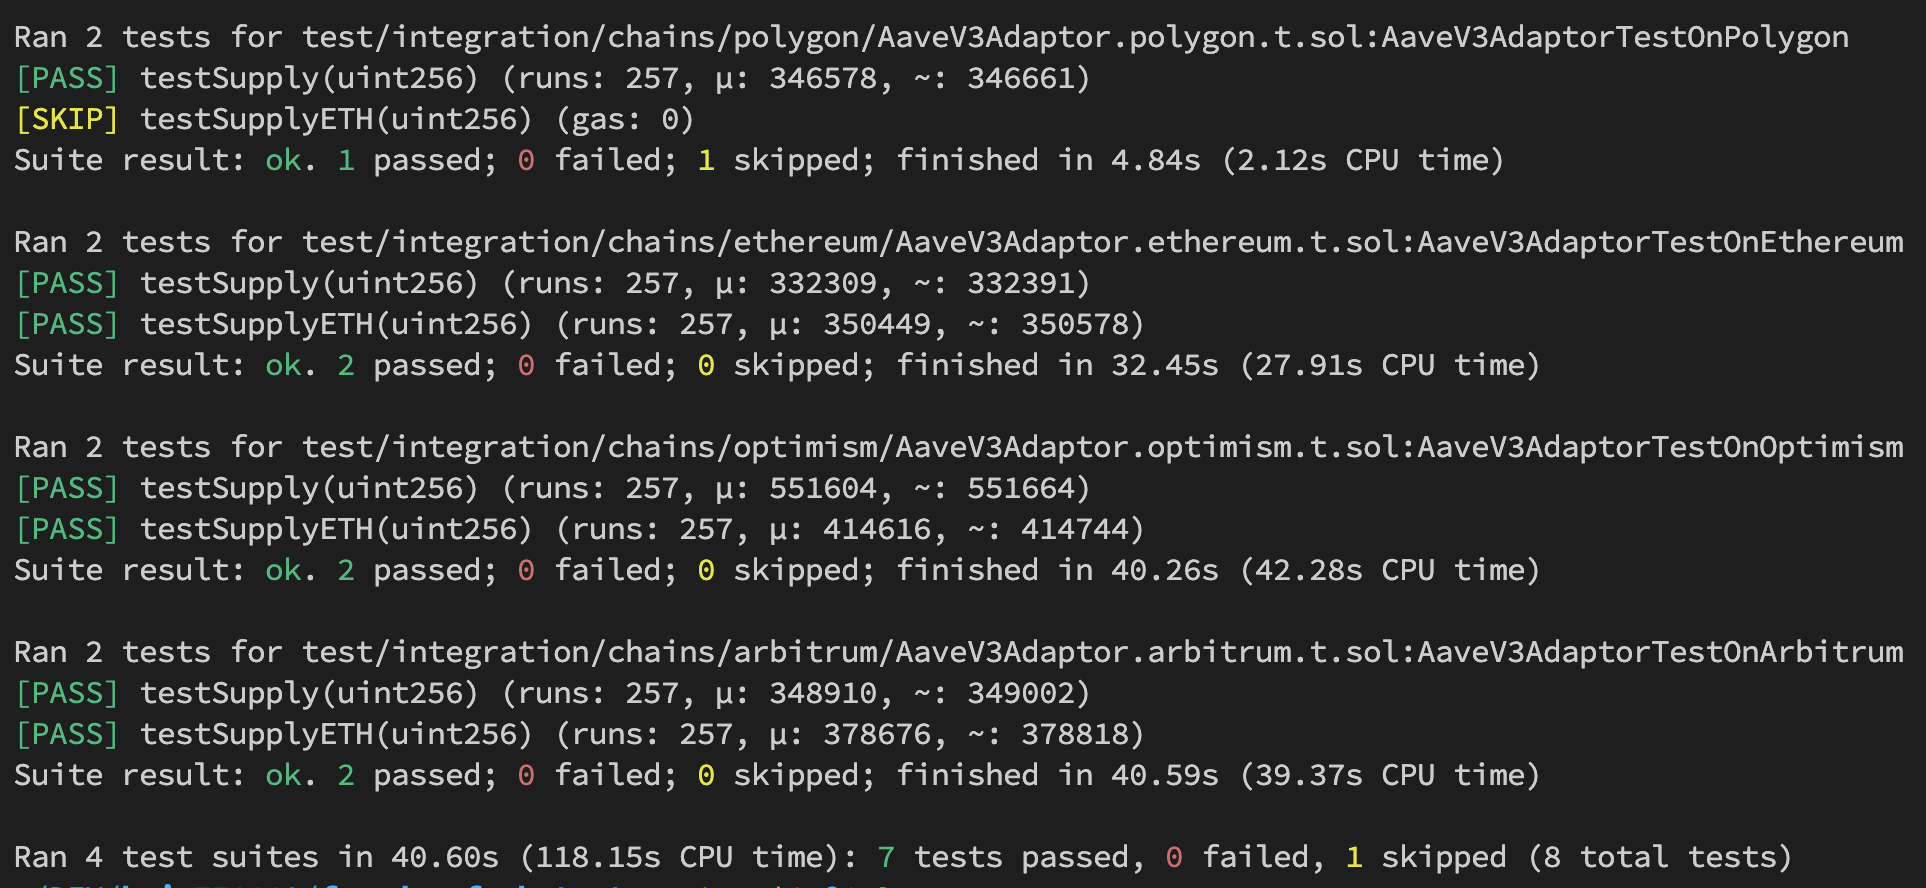 Ran 2 tests for test/integration/chains/polygon/AaveV3Adaptor.polygon.t.sol:AaveV3AdaptorTestOnPolygon
[PASS] testSupply(uint256) (runs: 257, μ: 346578, ~: 346661)
[SKIP] testSupplyETH(uint256) (gas: 0)
Suite result: ok. 1 passed; 0 failed; 1 skipped; finished in 4.84s (2.12s CPU time)
Ran 2 tests for test/integration/chains/ethereum/AaveV3Adaptor.ethereum.t.sol:AaveV3AdaptorTestOnEthereum
[PASS] testSupply(uint256) (runs: 257, μ: 332309, ~: 332391)
[PASS] testSupplyETH(uint256) (runs: 257, μ: 350449, ~: 350578)
Suite result: ok. 2 passed; 0 failed; 0 skipped; finished in 32.45s (27.91s CPU time)
Ran 2 tests for test/integration/chains/optimism/AaveV3Adaptor.optimism.t.sol:AaveV3AdaptorTestOnOptimism
[PASS] testSupply(uint256) (runs: 257, μ: 551604, ~: 551664)
[PASS] testSupplyETH(uint256) (runs: 257, μ: 414616, ~: 414744)
Suite result: ok. 2 passed; 0 failed; 0 skipped; finished in 40.26s (42.28s CPU time)
Ran 2 tests for test/integration/chains/arbitrum/AaveV3Adaptor.arbitrum.t.sol:AaveV3AdaptorTestOnArbitrum
[PASS] testSupply(uint256) (runs: 257, μ: 348910, ~: 349002)
[PASS] testSupplyETH(uint256) (runs: 257, μ: 378676, ~: 378818)
Suite result: ok. 2 passed; 0 failed; 0 skipped; finished in 40.59s (39.37s CPU time)
Ran 4 test suites in 40.60s (118.15s CPU time): 7 tests passed, 0 failed, 1 skipped (8 total tests)